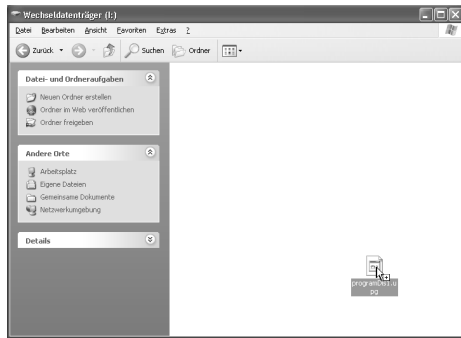 Wechseldatenträger (I:)
Datei Bearbeiten Ansicht Favoriten Extras ?
Zurück Suchen Ordner
Datei- und Ordneraufgaben
Neuen Ordner erstellen
Ordner im Web veröffentlichen
Ordner freigeben
Andere Orte
Arbeitsplatz
Eigene Dateien
Gemeinsame Dokumente
Netzwerkumgebung
Details
pg